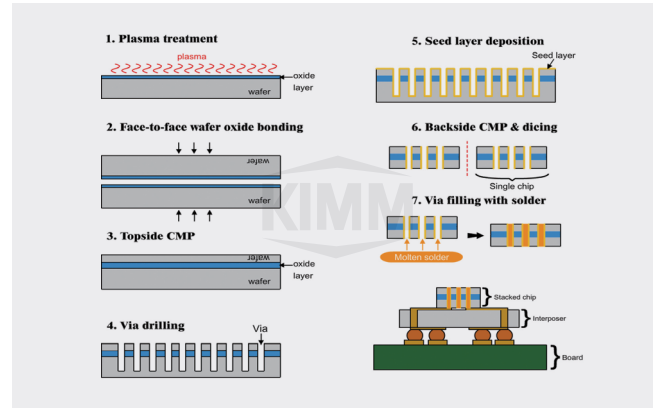 1. Plasma treatment
plasma
oxide
layer
wafer
2. Face-to-face wafer oxide bonding
wafer
wafer
3. Topside CMP
wafer
oxide
layer
wafer
4. Via drilling
Via
5. Seed layer deposition
Seed layer
6. Backside CMP & dicing
Single chip
7. Via filling with solder
Molten solder
Stacked chip
Interposer
Board
KIMM